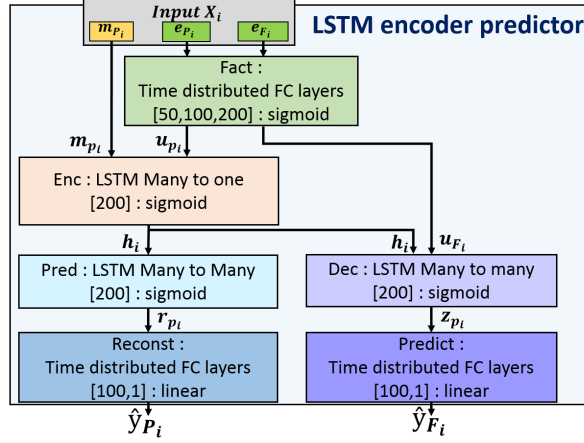 Input X_i
LSTM encoder predictor
m_{P_i} e_{P_i} e_{F_i}
Fact :
Time distributed FC layers
[50,100,200] : sigmoid
m_{p_i} u_{p_i}
Enc : LSTM Many to one
[200] : sigmoid
h_i h_i u_{F_i}
Pred : LSTM Many to Many
[200] : sigmoid
Dec : LSTM Many to many
[200] : sigmoid
r_{p_i} z_{p_i}
Reconst :
Time distributed FC layers
[100,1] : linear
Predict :
Time distributed FC layers
[100,1] : linear
ŷ_{P_i} ŷ_{F_i}